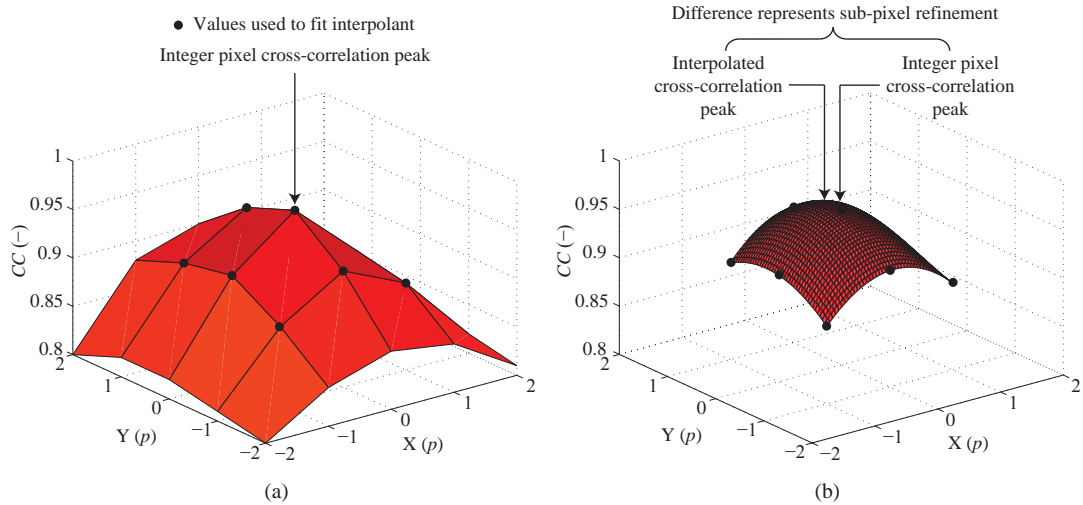 ● Values used to fit interpolant
Integer pixel cross-correlation peak
1
0.95
0.9
0.85
0.8
CC (−)
2
1
0
−1
−2
Y (p)
−2
−1
0
1
2
X (p)
(a)
Difference represents sub-pixel refinement
Interpolated
cross-correlation
peak
Integer pixel
cross-correlation
peak
1
0.95
0.9
0.85
0.8
CC (−)
2
1
0
−1
−2
Y (p)
−2
−1
0
1
2
X (p)
(b)